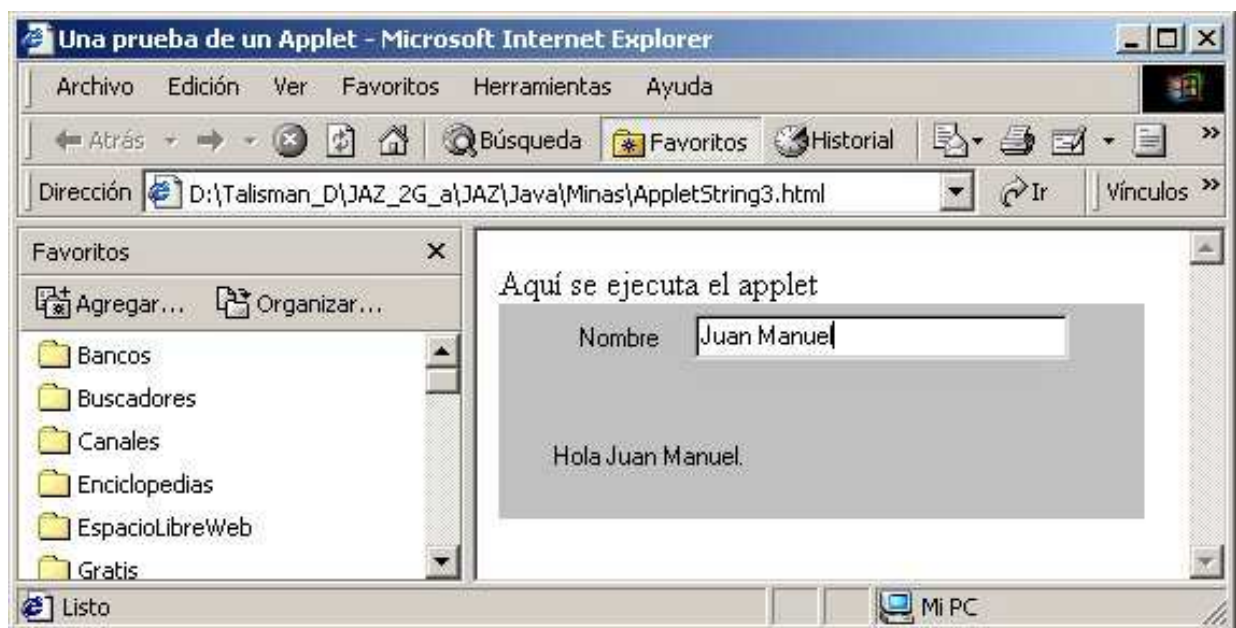 Una prueba de un Applet - Microsoft Internet Explorer
Archivo Edición Ver Favoritos Herramientas Ayuda
Atrás Búsqueda Favoritos Historial »
Dirección D:\Talisman_D\JAZ_2G_a\JAZ\Java\Minas\AppletString3.html Ir Vínculos »
Favoritos
Agregar... Organizar...
Bancos
Buscadores
Canales
Enciclopedias
EspacioLibreWeb
Gratis
Aquí se ejecuta el applet
Nombre Juan Manuel
Hola Juan Manuel.
Listo Mi PC